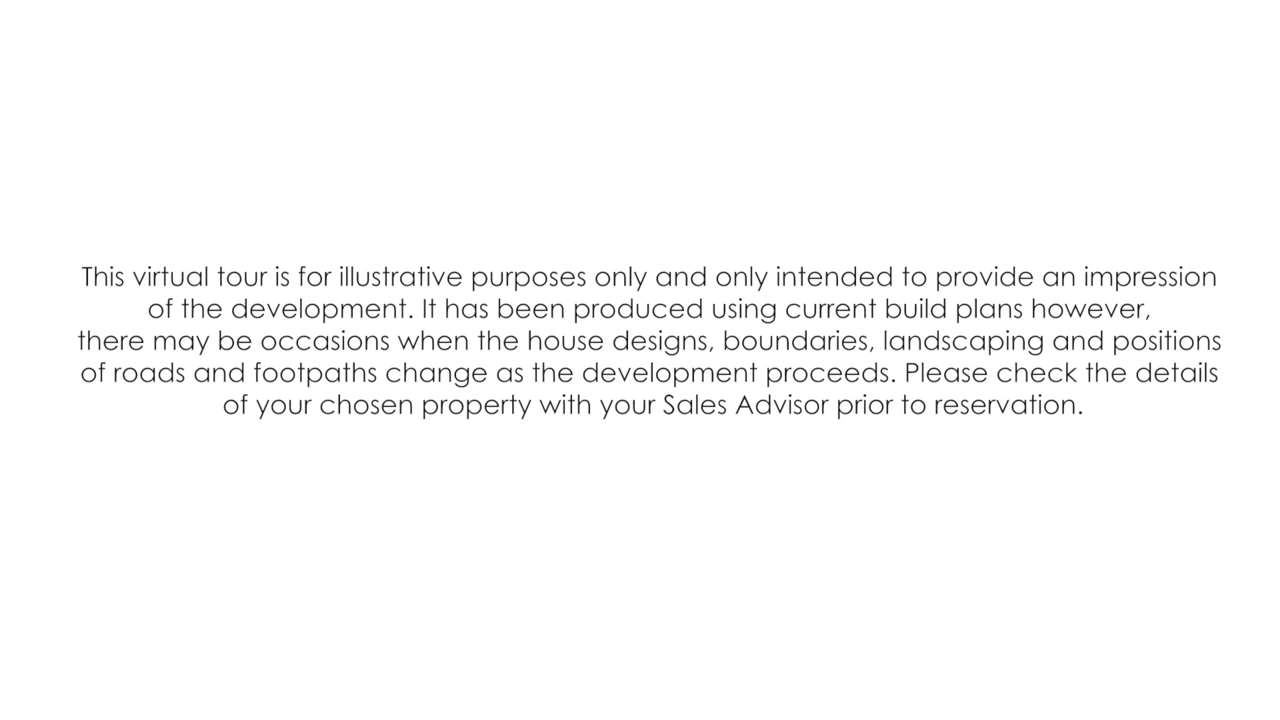 This virtual tour is for illustrative purposes only and only intended to provide an impression
of the development. It has been produced using current build plans however,
there may be occasions when the house designs, boundaries, landscaping and positions
of roads and footpaths change as the development proceeds. Please check the details
of your chosen property with your Sales Advisor prior to reservation.